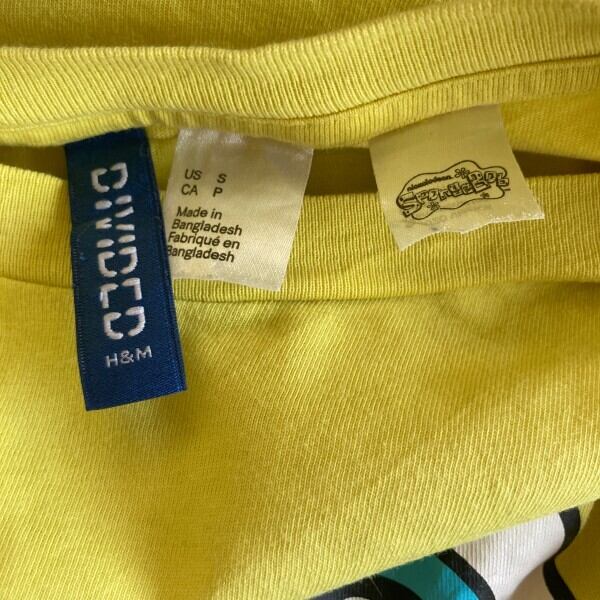 DIVIDED
H&M
US S
CA P
Made in
Bangladesh
Fabriqué en
Bangladesh
nickelodeon
SpongeBob